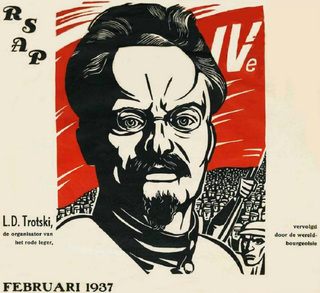 RSAP
IVe
L.D. Trotski,
de organisator van
het rode leger,
vervolgd
door de wereld-
bourgeoisie
FEBRUARI 1937